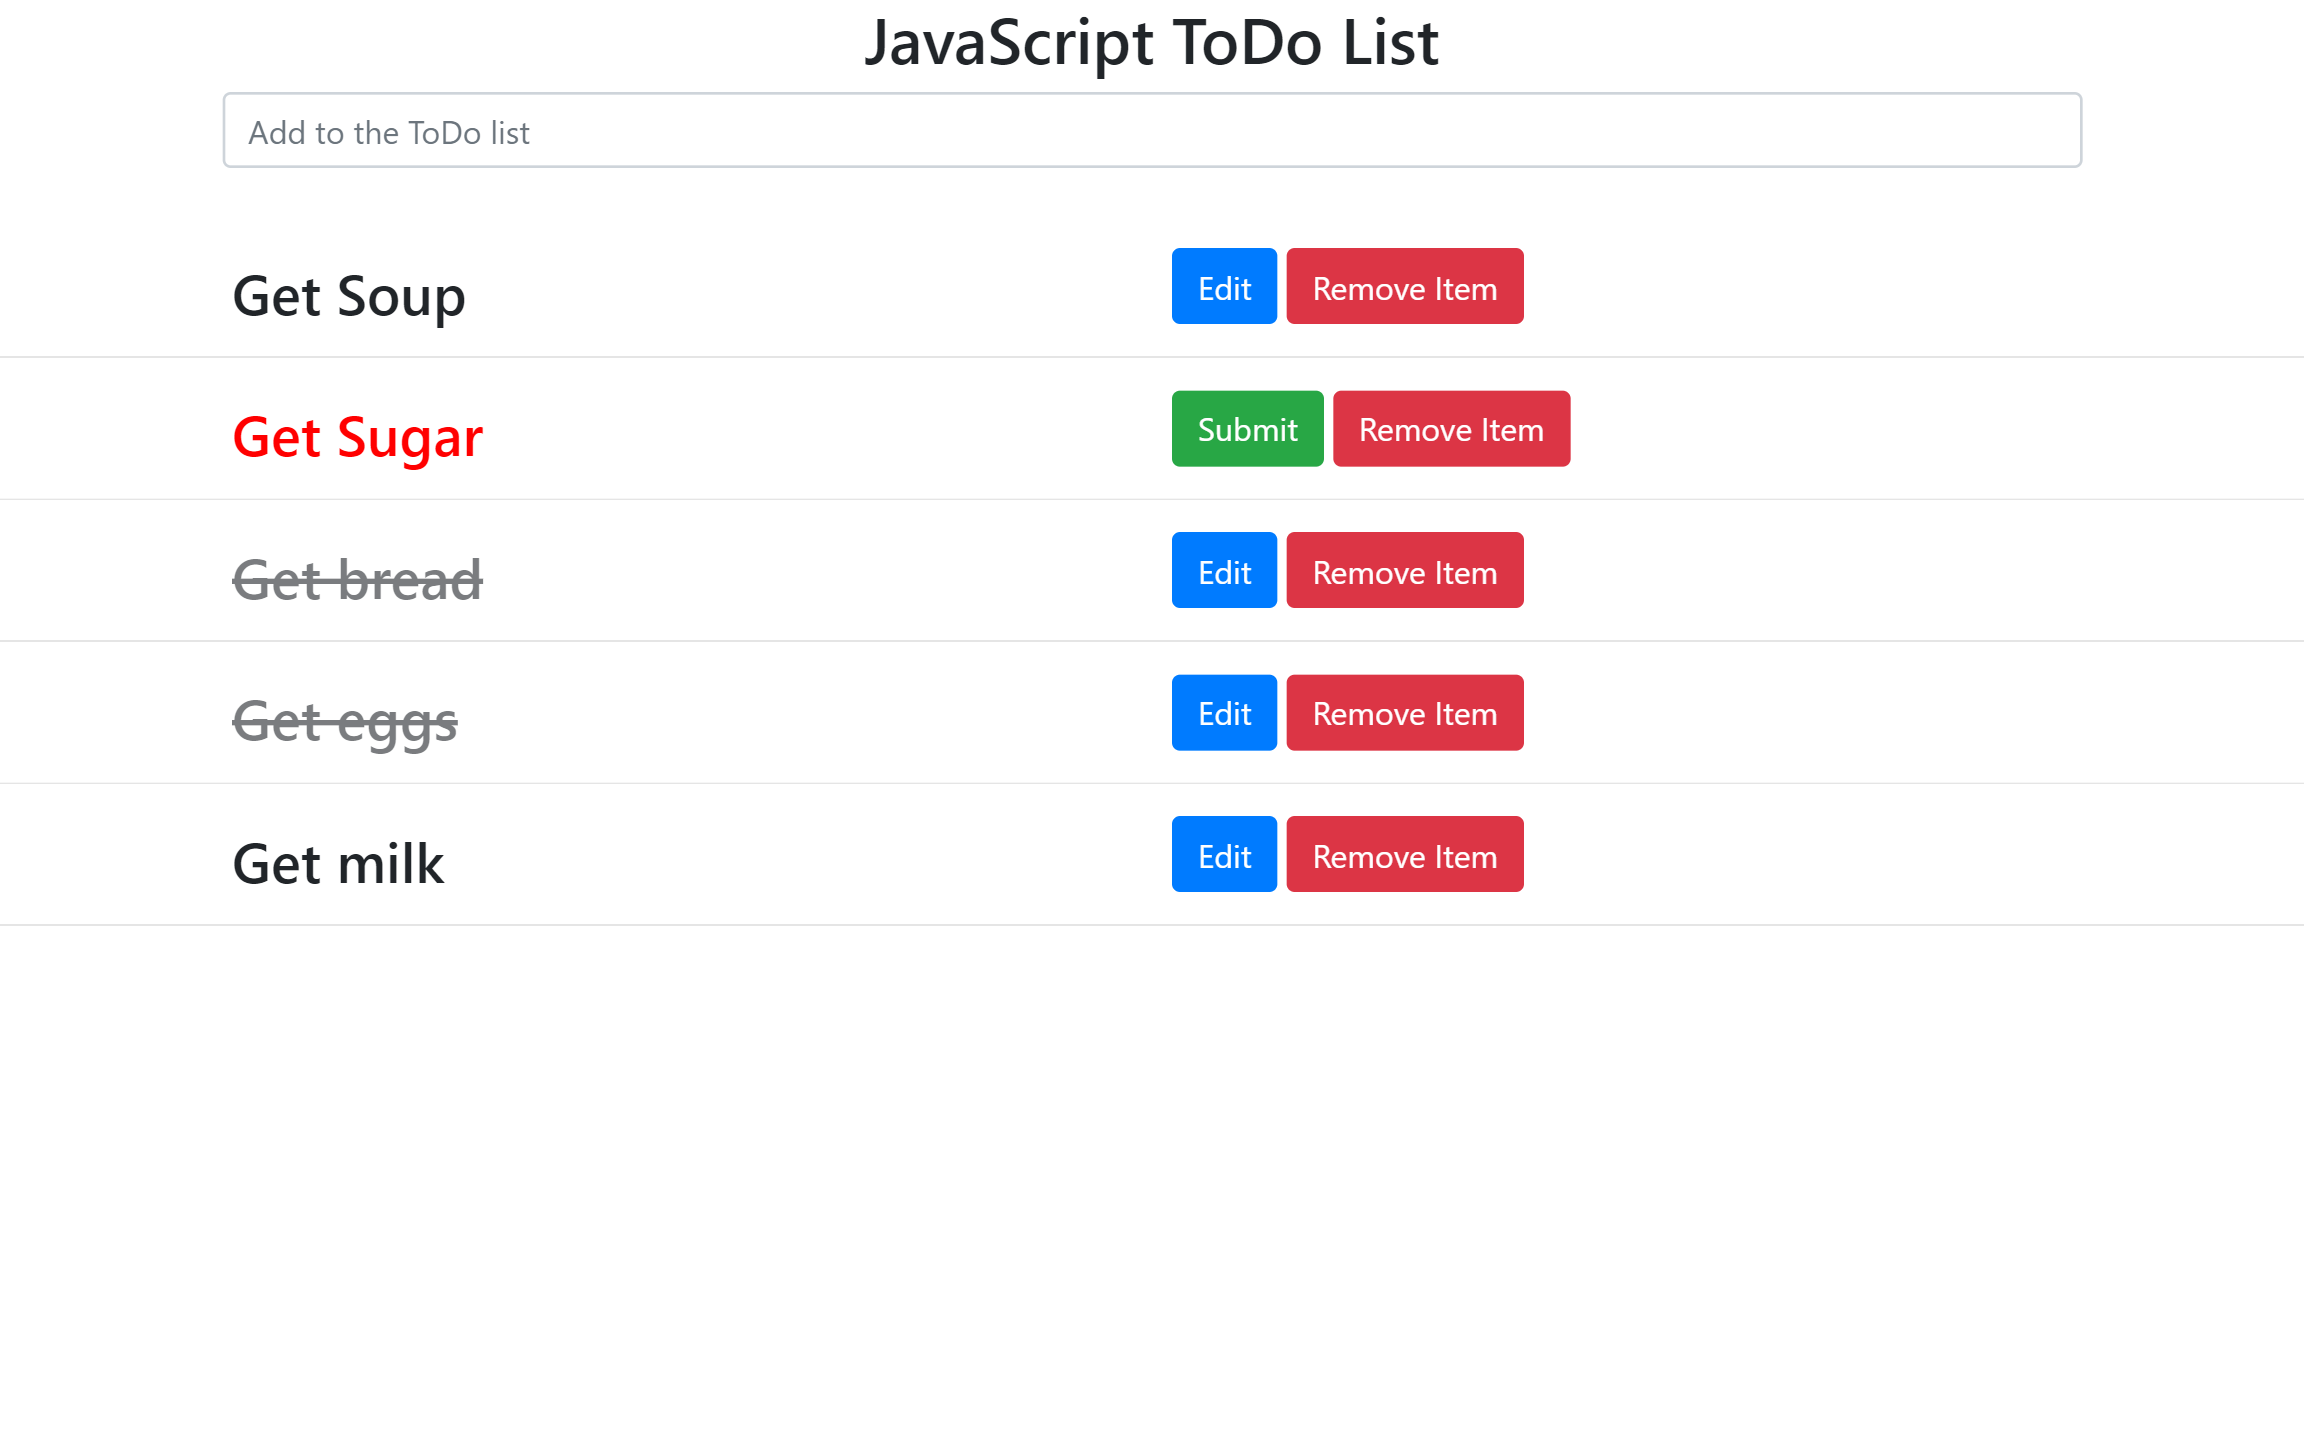 JavaScript ToDo List
Add to the ToDo list
Get Soup Edit Remove Item
Get Sugar Submit Remove Item
Get bread Edit Remove Item
Get eggs Edit Remove Item
Get milk Edit Remove Item